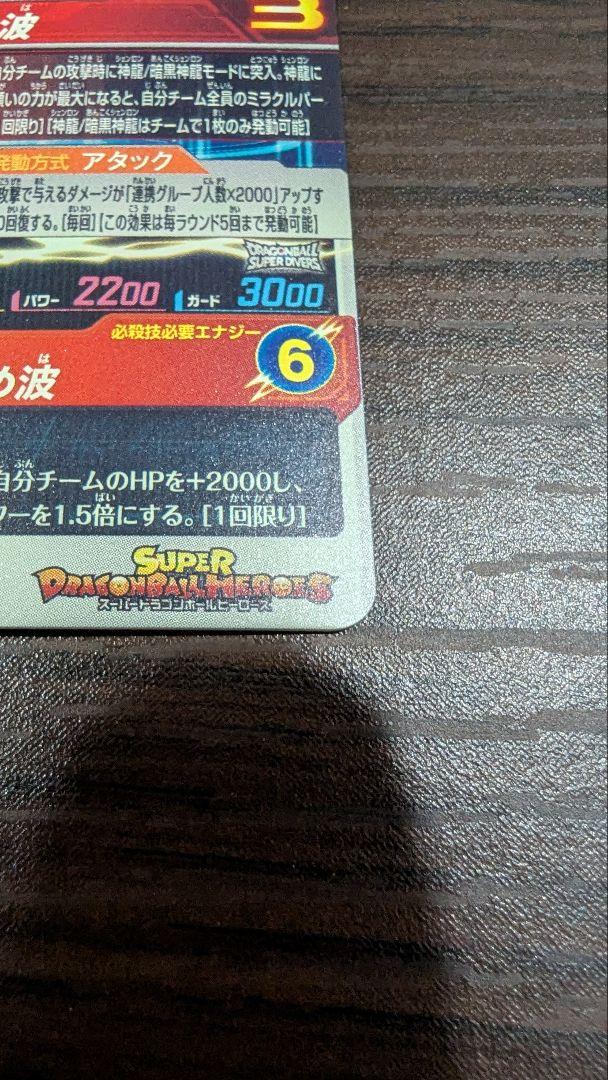 波
3
自分チームの攻撃時に神龍/暗黒神龍モードに突入。神龍に
願いの力が最大になると、自分チーム全員のミラクルパー
回限り][神龍/暗黒神龍はチームで1枚のみ発動可能]
発動方式 アタック
攻撃で与えるダメージが「連携グループ人数×2000」アップす
0回復する。[毎回][この効果は毎ラウンド5回まで発動可能]
DRAGONBALL
SUPER DIVERS
パワー 2200 ガード 3000
必殺技必要エナジー 6
め波
自分チームのHPを+2000し、
ワーを1.5倍にする。[1回限り]
SUPER
DRAGONBALL HEROES
スーパードラゴンボールヒーローズ